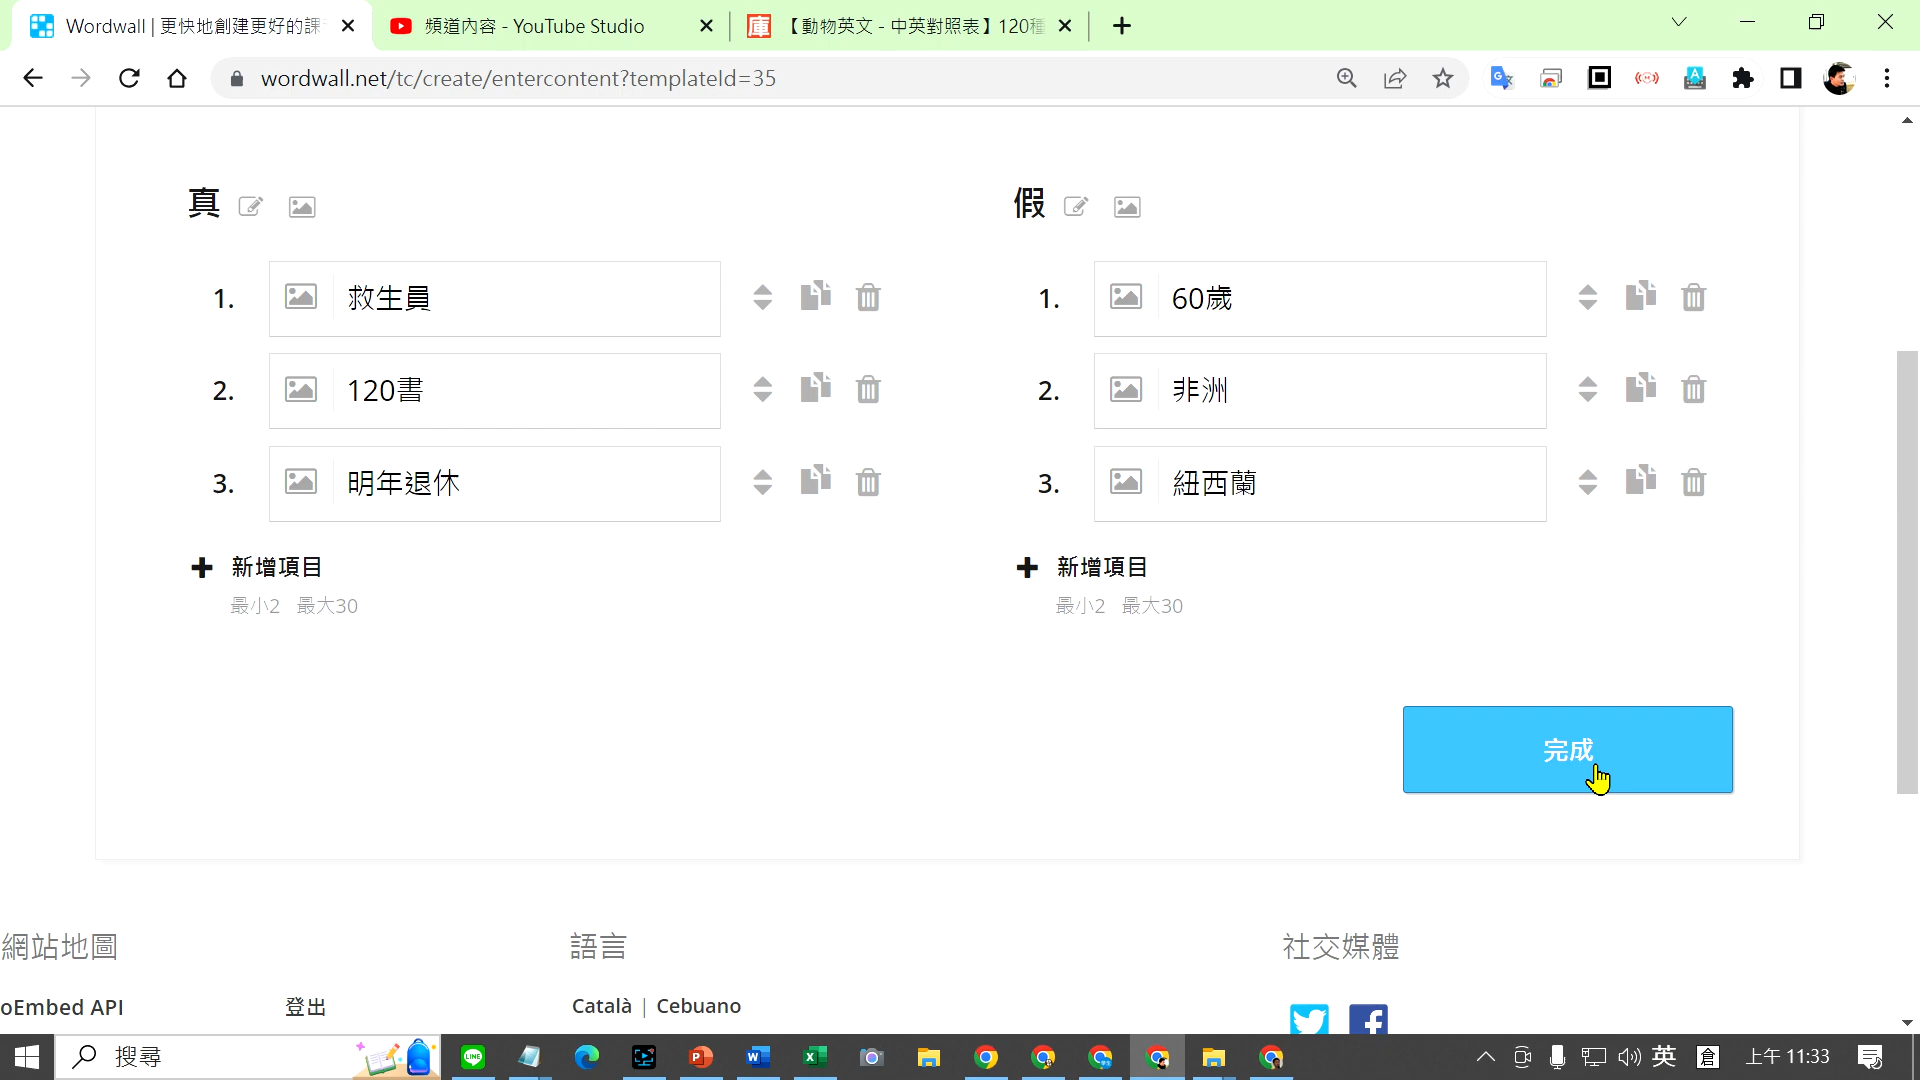 Wordwall | 更快地創建更好的課
頻道內容 - YouTube Studio
庫
【動物英文 - 中英對照表】120種
wordwall.net/tc/create/entercontent?templateId=35
真
假
1. 救生員
1. 60歲
2. 120書
2. 非洲
3. 明年退休
3. 紐西蘭
新增項目
新增項目
最小2 最大30
最小2 最大30
完成
網站地圖
語言
社交媒體
oEmbed API
登出
Català | Cebuano
搜尋
英
倉
上午 11:33